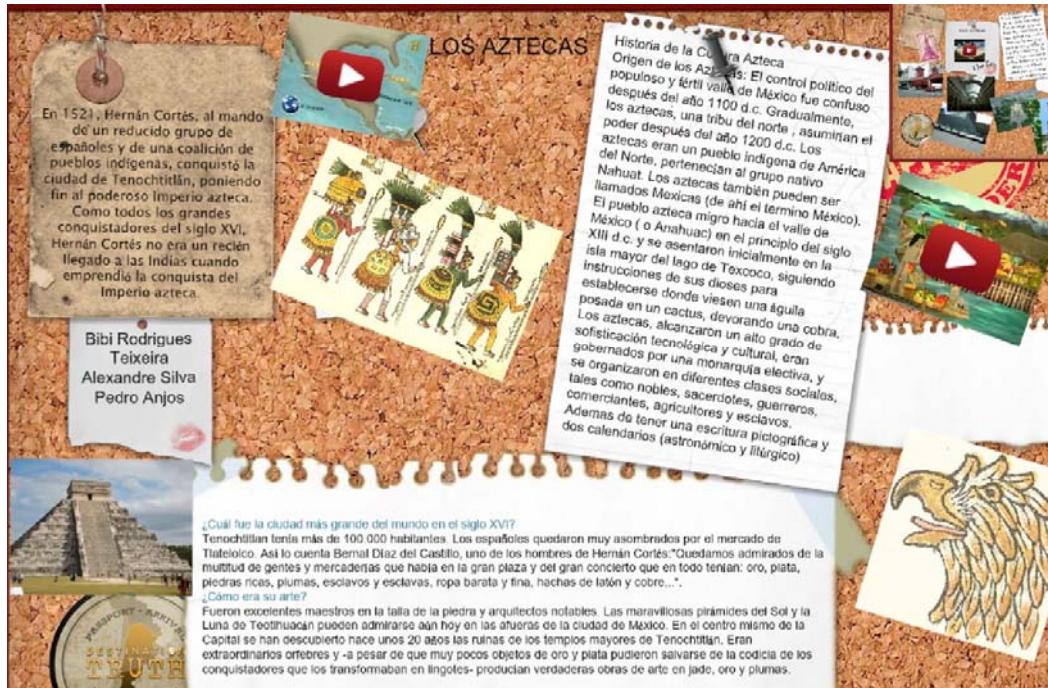 LOS AZTECAS
En 1521, Hernán Cortés, al mando
de un reducido grupo de
españoles y de una coalición de
pueblos indígenas, conquistó la
ciudad de Tenochtitlán, poniendo
fin al poderoso Imperio azteca.
Como todos los grandes
conquistadores del siglo XVI,
Hernán Cortés no era un recién
llegado a las Indias cuando
emprendió la conquista del
Imperio azteca.
Bibi Rodrigues
Teixeira
Alexandre Silva
Pedro Anjos
Historia de la Cultura Azteca
Origen de los Aztecas: El control político del
populoso y fértil valle de México fue confuso
después del año 1100 d.c. Gradualmente,
los aztecas, una tribu del norte , asumirian el
poder después del año 1200 d.c. Los
aztecas eran un pueblo indígena de América
del Norte, pertenecían al grupo nativo
Nahuat. Los aztecas también pueden ser
llamados Mexicas (de ahí el termino México).
El pueblo azteca migro hacia el valle de
México ( o Anahuac) en el principio del siglo
XIII d.c. y se asentaron inicialmente en la
isla mayor del lago de Texcoco, siguiendo
instrucciones de sus dioses para
establecerse donde viesen una águila
posada en un cactus, devorando una cobra.
Los aztecas, alcanzaron un alto grado de
sofisticación tecnológica y cultural, eran
gobernados por una monarquía electiva, y
se organizaron en diferentes clases sociales,
tales como nobles, sacerdotes, guerreros,
comerciantes, agricultores y esclavos.
Ademas de tener una escritura pictográfica y
dos calendarios (astronómico y litúrgico)
¿Cuál fue la ciudad más grande del mundo en el siglo XVI?
Tenochtitlan tenía más de 100.000 habitantes. Los españoles quedaron muy asombrados por el mercado de
Tlatelolco. Así lo cuenta Bernal Díaz del Castillo, uno de los hombres de Hernán Cortés:"Quedamos admirados de la
multitud de gentes y mercaderías que había en la gran plaza y del gran concierto que en todo tenían: oro, plata,
piedras ricas, plumas, esclavos y esclavas, ropa barata y fina, hachas de latón y cobre...".
¿Cómo era su arte?
Fueron excelentes maestros en la talla de la piedra y arquitectos notables. Las maravillosas pirámides del Sol y la
Luna de Teotihuacán pueden admirarse aún hoy en las afueras de la ciudad de México. En el centro mismo de la
Capital se han descubierto hace unos 20 años las ruinas de los templos mayores de Tenochtitlán. Eran
extraordinarios orfebres y -a pesar de que muy pocos objetos de oro y plata pudieron salvarse de la codicia de los
conquistadores que los transformaban en lingotes- producían verdaderas obras de arte en jade, oro y plumas.
PASSPORT - ARRIV
DESTINATION
TRUTH